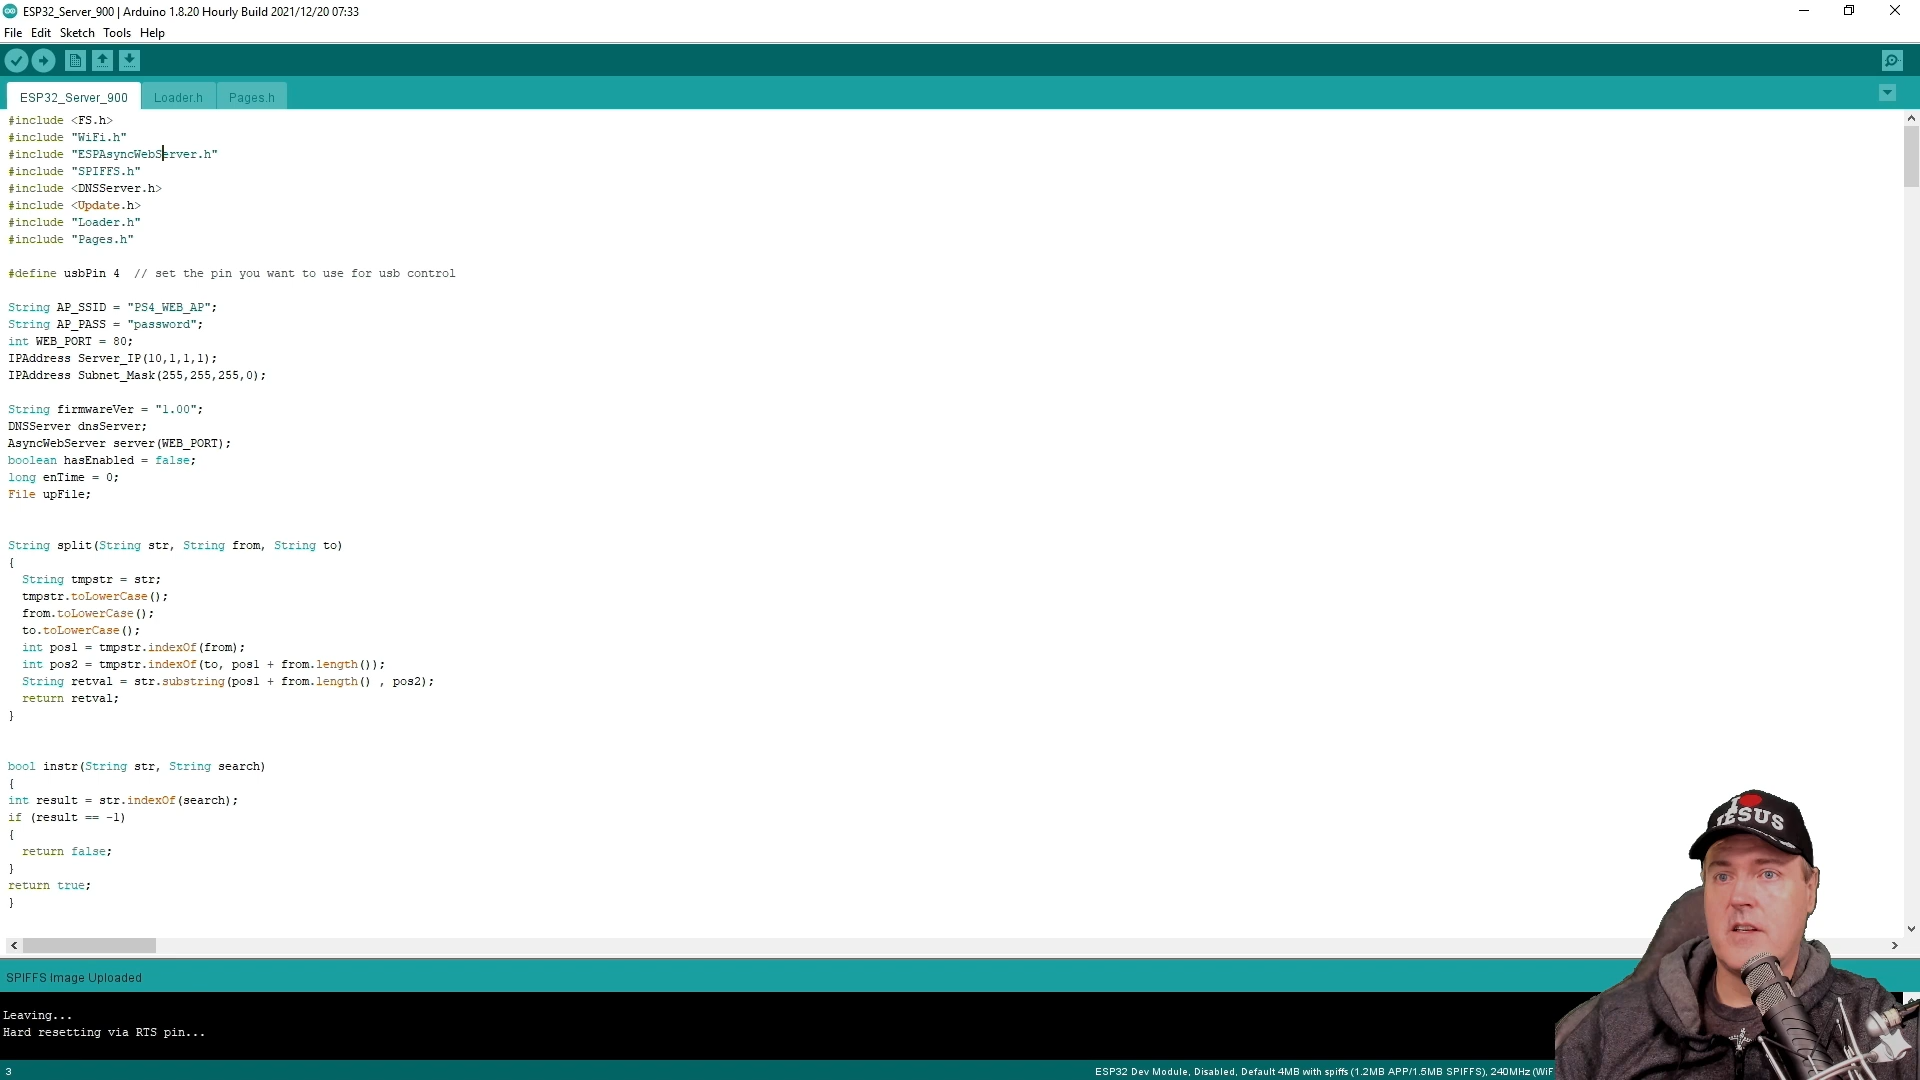 ESP32_Server_900 | Arduino 1.8.20 Hourly Build 2021/12/20 07:33
File Edit Sketch Tools Help
ESP32_Server_900 Loader.h Pages.h
#include <FS.h>
#include "WiFi.h"
#include "ESPAsyncWebServer.h"
#include "SPIFFS.h"
#include <DNSServer.h>
#include <Update.h>
#include "Loader.h"
#include "Pages.h"
#define usbPin 4  // set the pin you want to use for usb control
String AP_SSID = "PS4_WEB_AP";
String AP_PASS = "password";
int WEB_PORT = 80;
IPAddress Server_IP(10,1,1,1);
IPAddress Subnet_Mask(255,255,255,0);
String firmwareVer = "1.00";
DNSServer dnsServer;
AsyncWebServer server(WEB_PORT);
boolean hasEnabled = false;
long enTime = 0;
File upFile;
String split(String str, String from, String to)
{
  String tmpstr = str;
  tmpstr.toLowerCase();
  from.toLowerCase();
  to.toLowerCase();
  int pos1 = tmpstr.indexOf(from);
  int pos2 = tmpstr.indexOf(to, pos1 + from.length());
  String retval = str.substring(pos1 + from.length() , pos2);
  return retval;
}
bool instr(String str, String search)
{
int result = str.indexOf(search);
if (result == -1)
{
  return false;
}
return true;
}
I JESUS
SPIFFS Image Uploaded
Leaving...
Hard resetting via RTS pin...
3
ESP32 Dev Module, Disabled, Default 4MB with spiffs (1.2MB APP/1.5MB SPIFFS), 240MHz (WiF